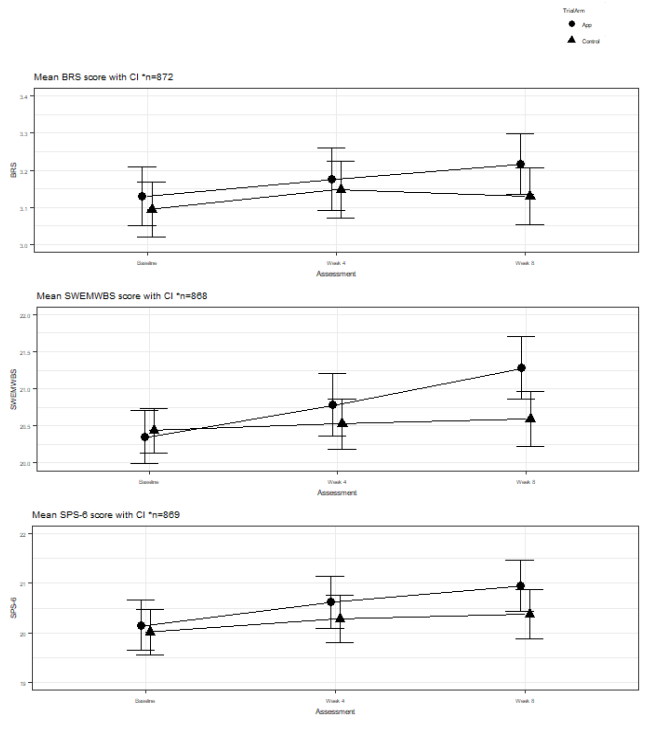 TrialArm
App
Control
Mean BRS score with CI *n=872
3.4
3.3
3.2
3.1
3.0
BRS
Baseline
Week 4
Week 8
Assessment
Mean SWEMWBS score with CI *n=868
22.0
21.5
21.0
20.5
20.0
SWEMWBS
Baseline
Week 4
Week 8
Assessment
Mean SPS-6 score with CI *n=869
22
21
20
19
SPS-6
Baseline
Week 4
Week 8
Assessment